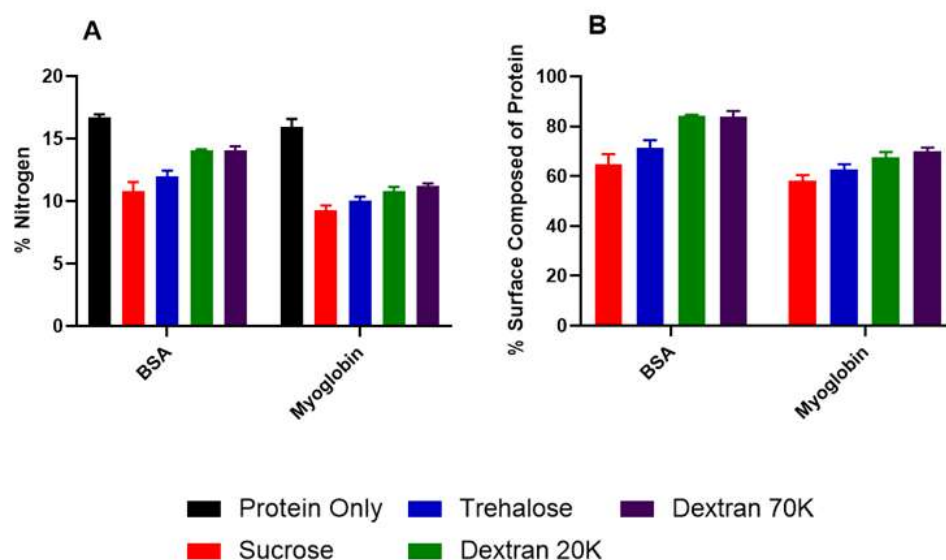 A
% Nitrogen
20
15
10
5
0
BSA
Myoglobin
B
% Surface Composed of Protein
100
80
60
40
20
0
BSA
Myoglobin
Protein Only
Trehalose
Dextran 70K
Sucrose
Dextran 20K